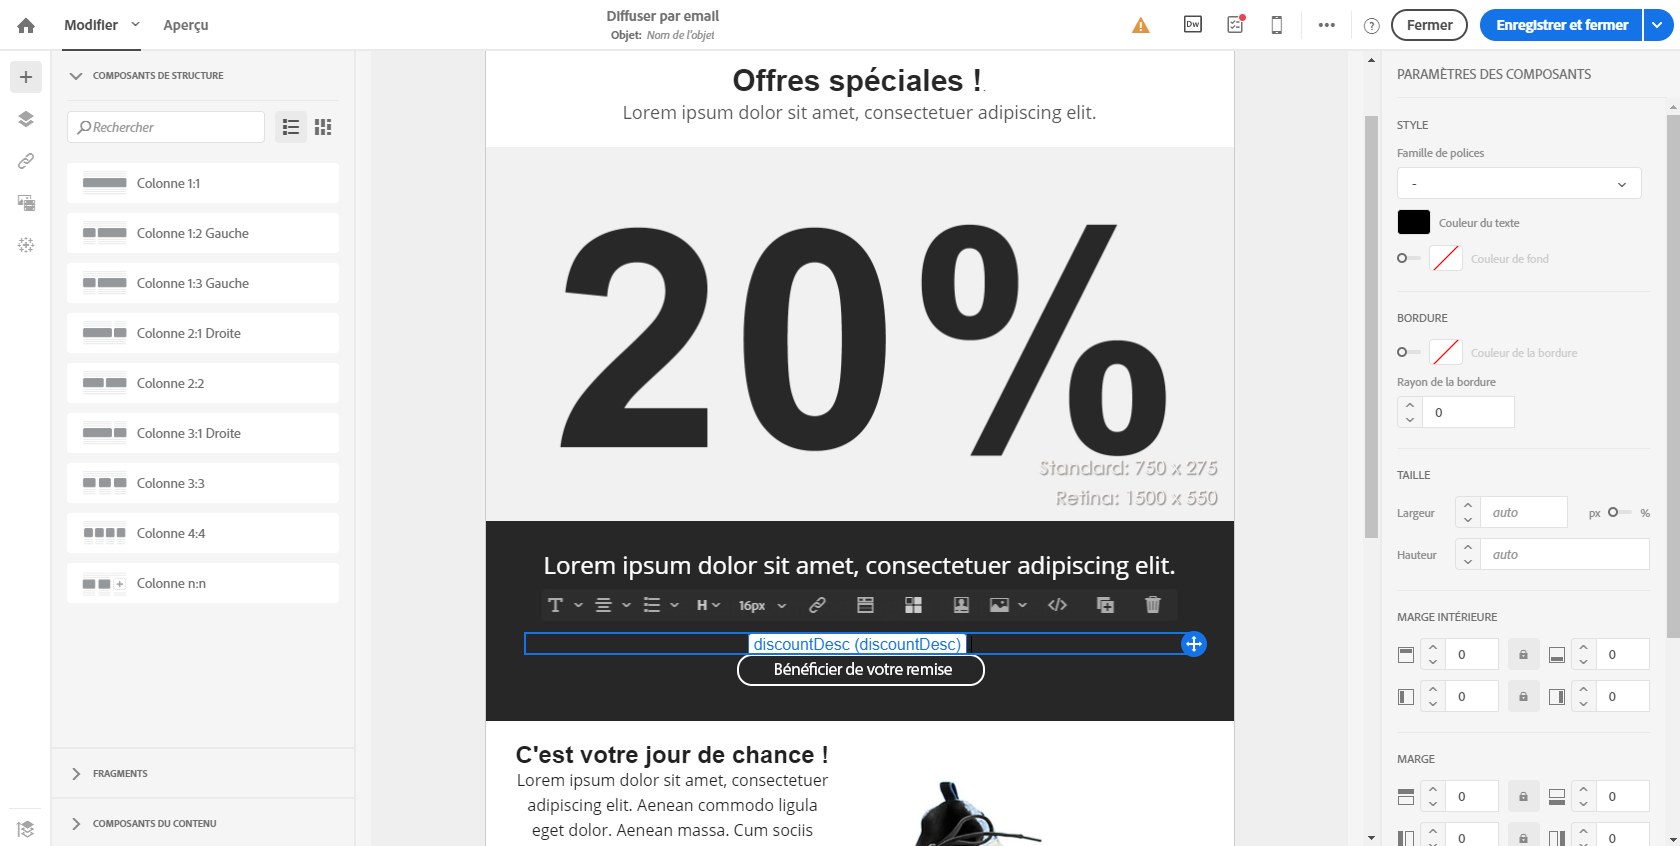 Modifier
Aperçu
Diffuser par email
Objet: Nom de l'objet
Dw
?
Fermer
Enregistrer et fermer
COMPOSANTS DE STRUCTURE
Rechercher
Colonne 1:1
Colonne 1:2 Gauche
Colonne 1:3 Gauche
Colonne 2:1 Droite
Colonne 2:2
Colonne 3:1 Droite
Colonne 3:3
Colonne 4:4
Colonne n:n
FRAGMENTS
COMPOSANTS DU CONTENU
Offres spéciales !.
Lorem ipsum dolor sit amet, consectetuer adipiscing elit.
20%
Standard: 750 x 275
Retina: 1500 x 550
Lorem ipsum dolor sit amet, consectetuer adipiscing elit.
T
H
16px
</>
discountDesc (discountDesc)
Bénéficier de votre remise
C'est votre jour de chance !
Lorem ipsum dolor sit amet, consectetuer
adipiscing elit. Aenean commodo ligula
eget dolor. Aenean massa. Cum sociis
PARAMÈTRES DES COMPOSANTS
STYLE
Famille de polices
-
Couleur du texte
Couleur de fond
BORDURE
Couleur de la bordure
Rayon de la bordure
0
TAILLE
Largeur
auto
px
%
Hauteur
auto
MARGE INTÉRIEURE
0
0
0
0
MARGE
0
0
0
0